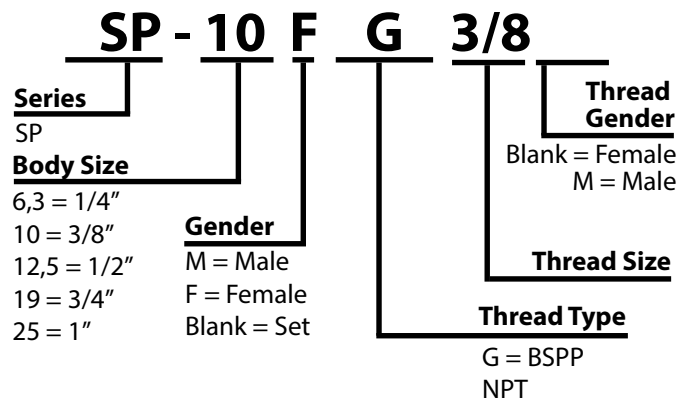 SP - 10 F G 3/8
Series
SP
Body Size
6,3 = 1/4”
10 = 3/8”
12,5 = 1/2”
19 = 3/4”
25 = 1”
Gender
M = Male
F = Female
Blank = Set
Thread
Gender
Blank = Female
M = Male
Thread Size
Thread Type
G = BSPP
NPT